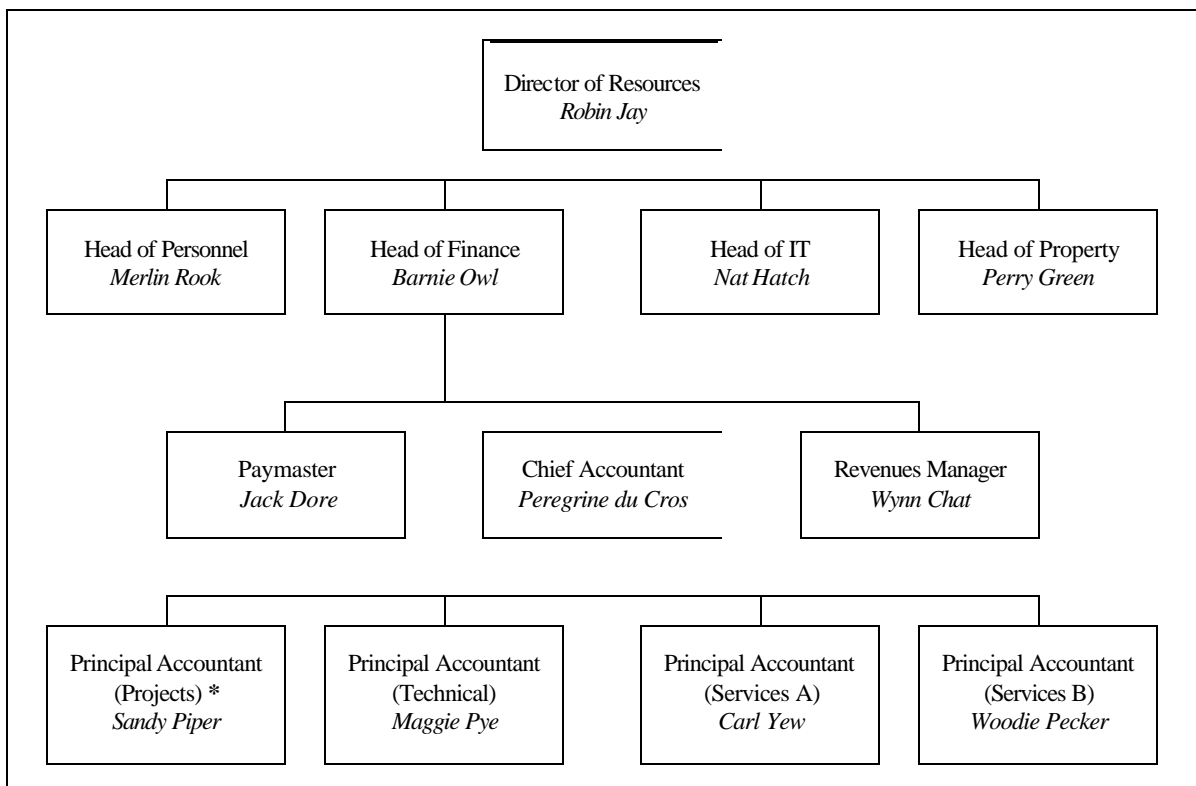 Director of Resources
Robin Jay
Head of Personnel
Merlin Rook
Head of Finance
Barnie Owl
Head of IT
Nat Hatch
Head of Property
Perry Green
Paymaster
Jack Dore
Chief Accountant
Peregrine du Cros
Revenues Manager
Wynn Chat
Principal Accountant
(Projects) *
Sandy Piper
Principal Accountant
(Technical)
Maggie Pye
Principal Accountant
(Services A)
Carl Yew
Principal Accountant
(Services B)
Woodie Pecker